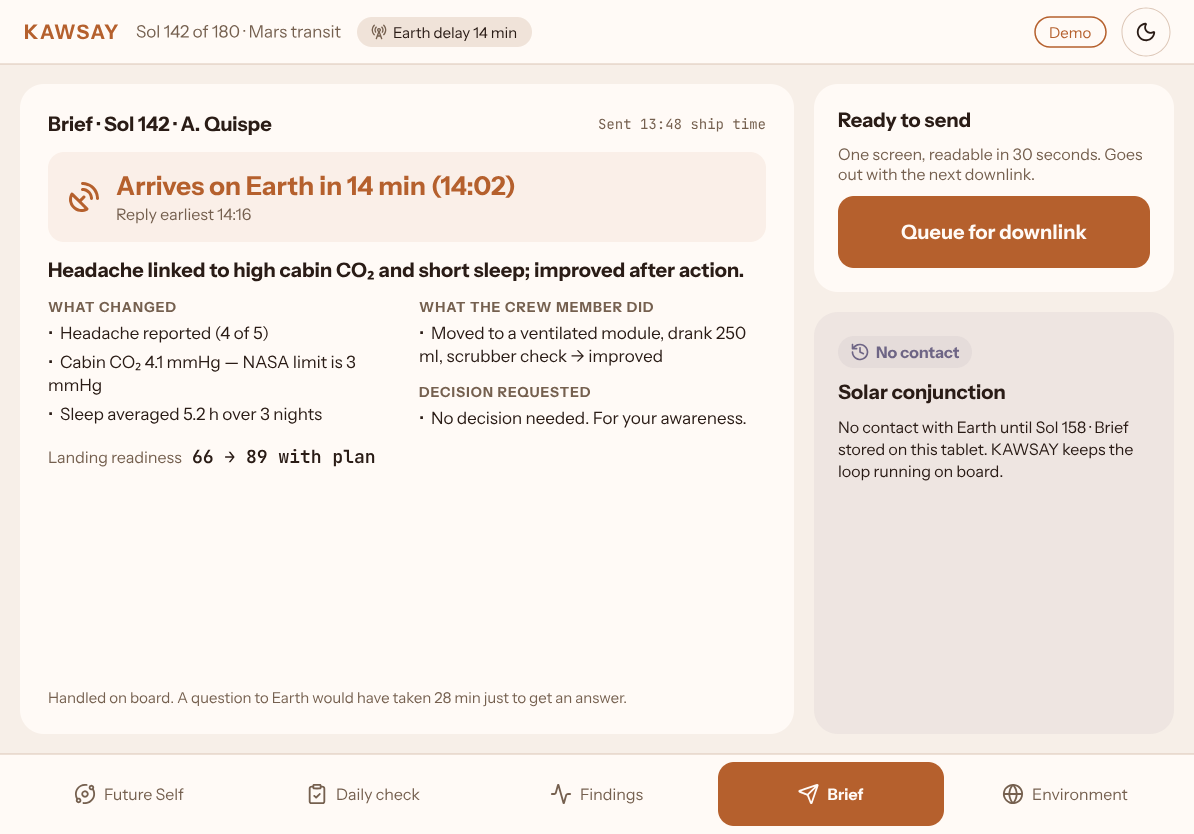 KAWSAY
Sol 142 of 180 · Mars transit
Earth delay 14 min
Demo
Brief · Sol 142 · A. Quispe
Sent 13:48 ship time
Arrives on Earth in 14 min (14:02)
Reply earliest 14:16
Headache linked to high cabin CO₂ and short sleep; improved after action.
WHAT CHANGED
· Headache reported (4 of 5)
· Cabin CO₂ 4.1 mmHg — NASA limit is 3
mmHg
· Sleep averaged 5.2 h over 3 nights
WHAT THE CREW MEMBER DID
· Moved to a ventilated module, drank 250
ml, scrubber check → improved
DECISION REQUESTED
· No decision needed. For your awareness.
Landing readiness 66 → 89 with plan
Handled on board. A question to Earth would have taken 28 min just to get an answer.
Ready to send
One screen, readable in 30 seconds. Goes
out with the next downlink.
Queue for downlink
No contact
Solar conjunction
No contact with Earth until Sol 158 · Brief
stored on this tablet. KAWSAY keeps the
loop running on board.
Future Self
Daily check
Findings
Brief
Environment